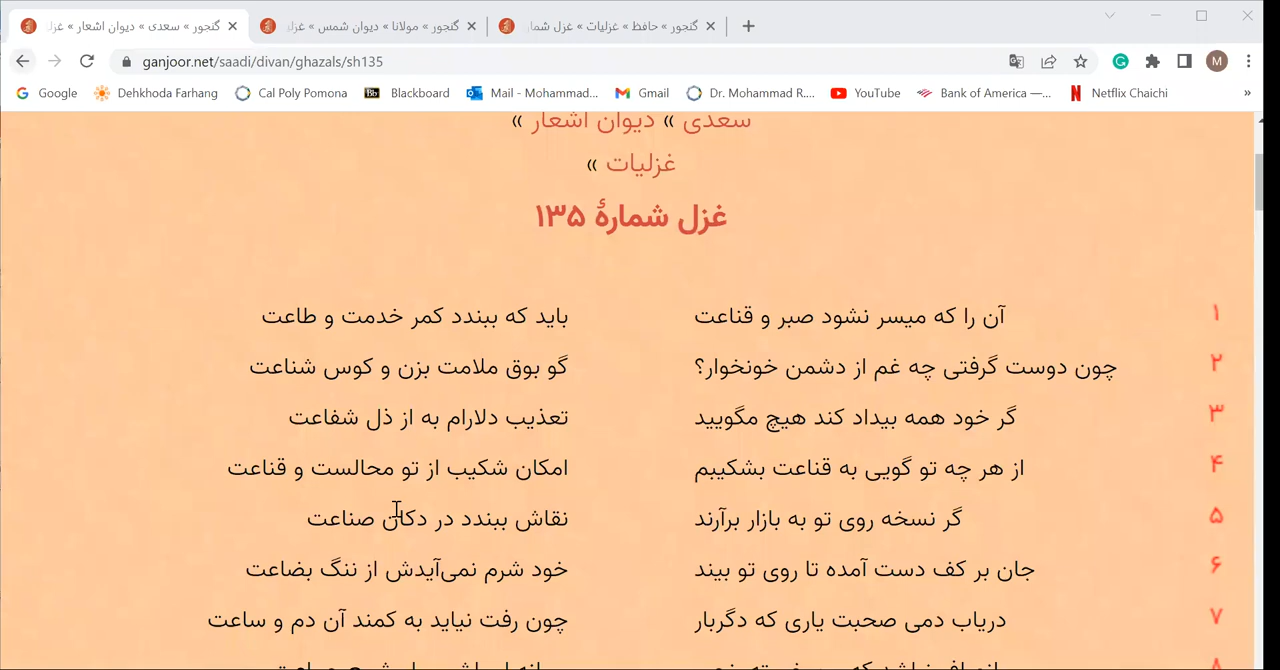 گنجور » سعدی » دیوان اشعار » غز
گنجور » مولانا » دیوان شمس » غزلی
گنجور » حافظ » غزلیات » غزل شما
ganjoor.net/saadi/divan/ghazals/sh135
M
Google
Dehkhoda Farhang
Cal Poly Pomona
Bb Blackboard
Mail - Mohammad...
Gmail
Dr. Mohammad R....
YouTube
Bank of America —...
Netflix Chaichi
»
سعدی » دیوان اشعار »
غزلیات »
غزل شمارهٔ ۱۳۵
۱ آن را که میسر نشود صبر و قناعت باید که ببندد کمر خدمت و طاعت
۲ چون دوست گرفتی چه غم از دشمن خونخوار؟ گو بوق ملامت بزن و کوس شناعت
۳ گر خود همه بیداد کند هیچ مگویید تعذیب دلارام به از ذل شفاعت
۴ از هر چه تو گویی به قناعت بشکیبم امکان شکیب از تو محالست و قناعت
۵ گر نسخه روی تو به بازار برآرند نقاش ببندد در دکان صناعت
۶ جان بر کف دست آمده تا روی تو بیند خود شرم نمی‌آیدش از ننگ بضاعت
۷ دریاب دمی صحبت یاری که دگربار چون رفت نیاید به کمند آن دم و ساعت